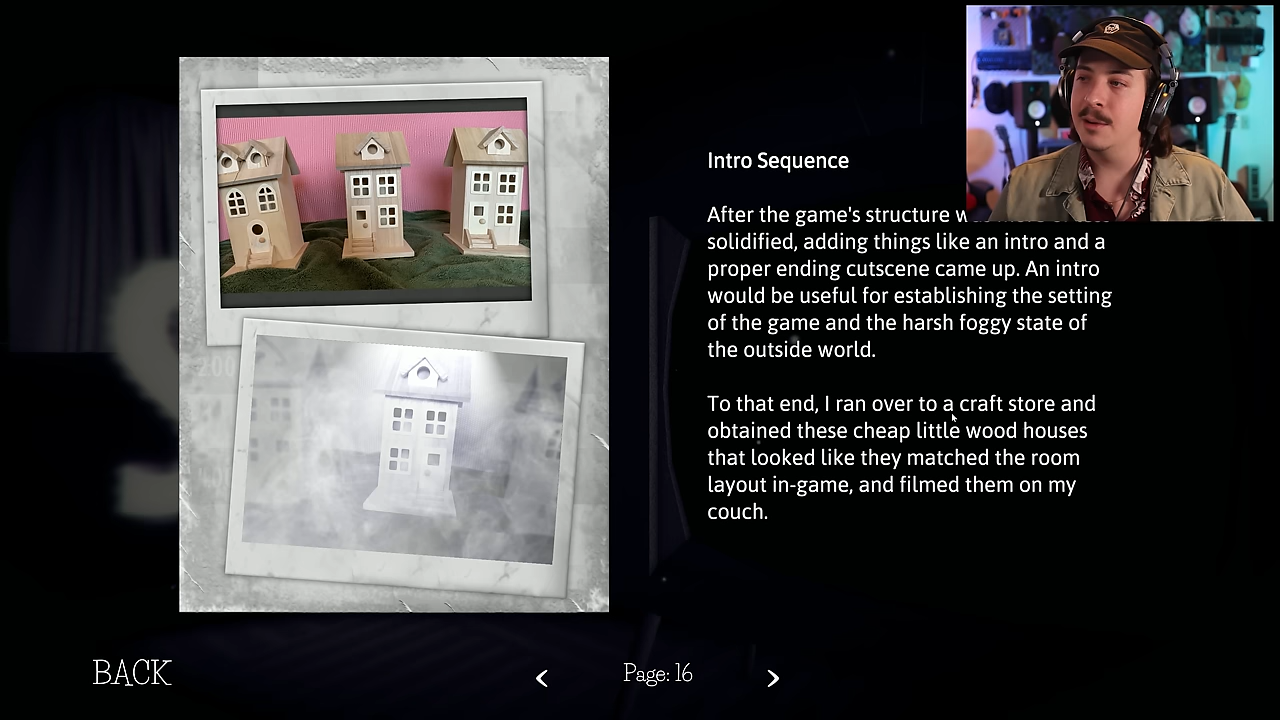 Intro Sequence
After the game's structure
solidified, adding things like an intro and a
proper ending cutscene came up. An intro
would be useful for establishing the setting
of the game and the harsh foggy state of
the outside world.
To that end, I ran over to a craft store and
obtained these cheap little wood houses
that looked like they matched the room
layout in-game, and filmed them on my
couch.
BACK
<
Page: 16
>